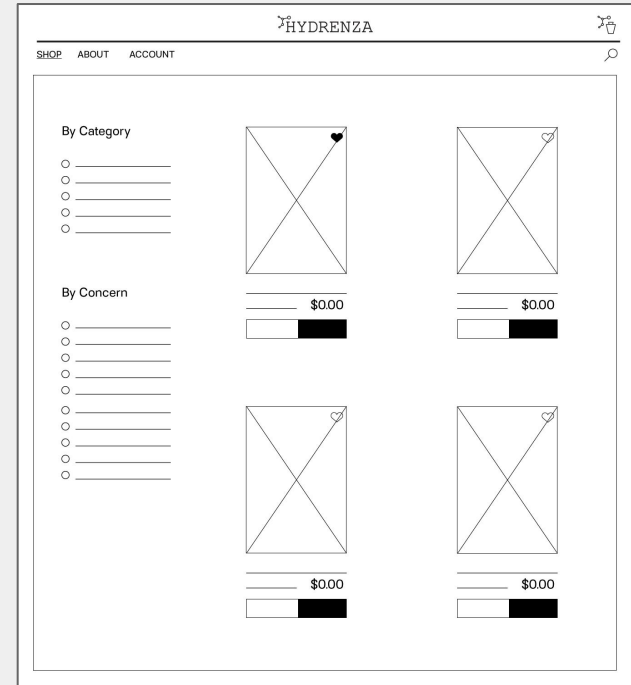 HYDRENZA
SHOP ABOUT ACCOUNT
By Category
By Concern
$0.00
$0.00
$0.00
$0.00